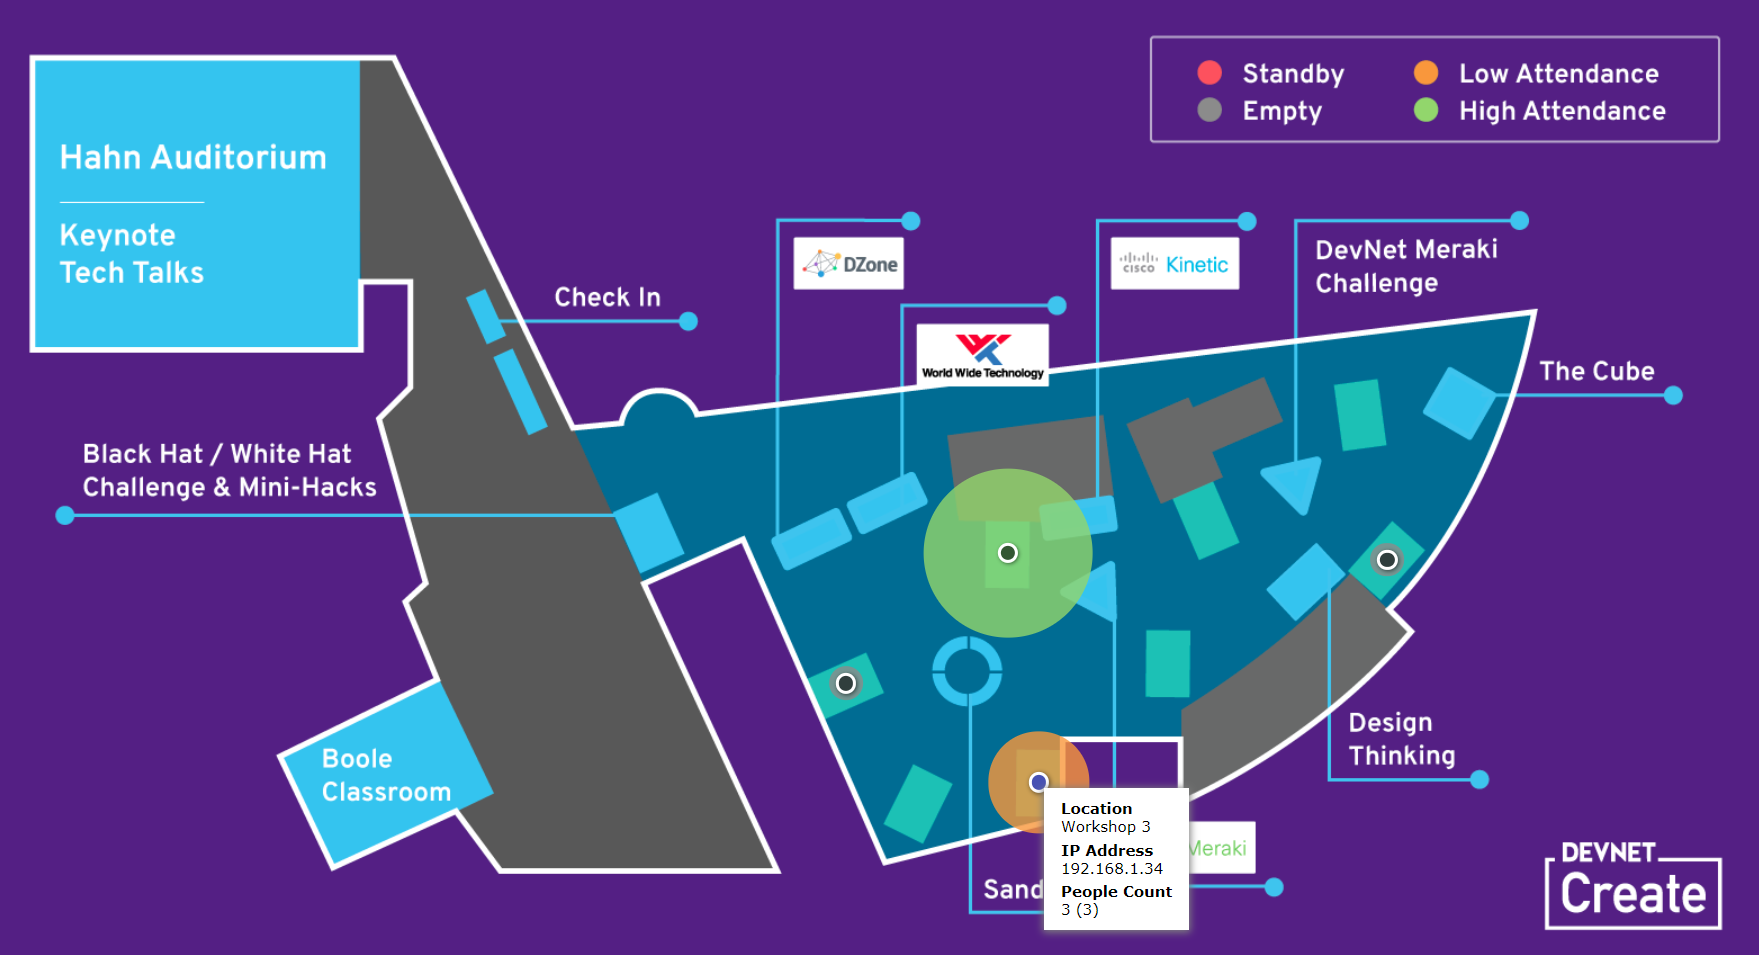 Standby
Low Attendance
Empty
High Attendance
Hahn Auditorium
Keynote
Tech Talks
DZone
CISCO Kinetic
DevNet Meraki
Challenge
Check In
World Wide Technology
The Cube
Black Hat / White Hat
Challenge & Mini-Hacks
Design
Thinking
Boole
Classroom
Location
Workshop 3
IP Address
192.168.1.34
People Count
3 (3)
Meraki
Sand
DEVNET
Create